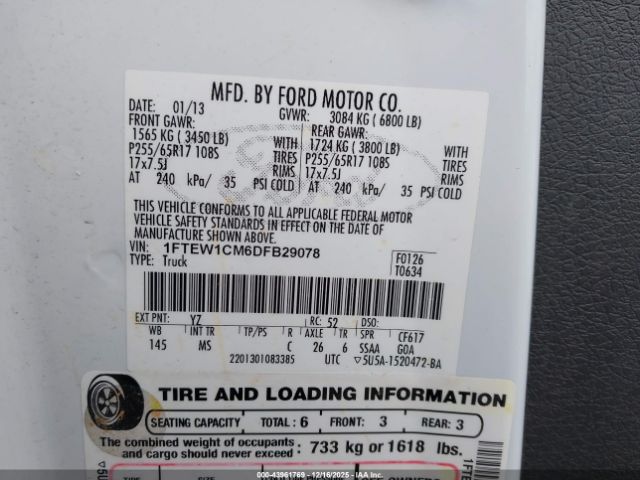 MFD. BY FORD MOTOR CO.
DATE: 01/13 GVWR: 3084 KG ( 6800 LB)
FRONT GAWR: REAR GAWR:
1565 KG ( 3450 LB) WITH 1724 KG ( 3800 LB) WITH
P255/65R17 108S TIRES P255/65R17 108S TIRES
17x7.5J RIMS 17x7.5J RIMS
AT 240 kPa/ 35 PSI COLD AT 240 kPa/ 35 PSI COLD
THIS VEHICLE CONFORMS TO ALL APPLICABLE FEDERAL MOTOR
VEHICLE SAFETY STANDARDS IN EFFECT ON THE DATE OF
MANUFACTURE SHOWN ABOVE.
VIN: 1FTEW1CM6DFB29078
TYPE: Truck
F0126
T0634
EXT PNT: YZ RC: 52 DSO:
WB INT TR TP/PS R AXLE TR SPR CF617
145 MS C 26 6 SSAA GOA
2201301083385 UTC ▽5U5A-1520472-BA
TIRE AND LOADING INFORMATION
SEATING CAPACITY TOTAL : 6 FRONT: 3 REAR: 3
The combined weight of occupants
and cargo should never exceed : 733 kg or 1618 lbs.
TIRE SIZE
1FTE
000-43961769 - 12/16/2025 - IAAI